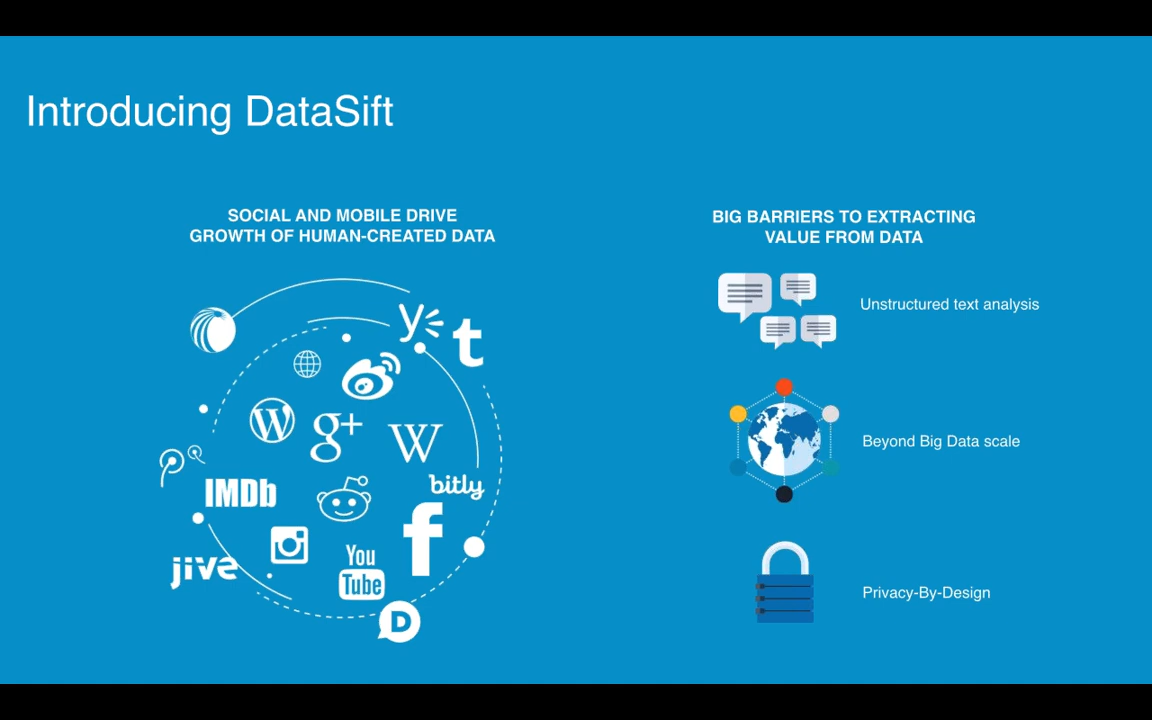 Introducing DataSift
SOCIAL AND MOBILE DRIVE
GROWTH OF HUMAN-CREATED DATA
y
t
W
g+
W
IMDb
bitly
f
jive
You
Tube
D
BIG BARRIERS TO EXTRACTING
VALUE FROM DATA
Unstructured text analysis
Beyond Big Data scale
Privacy-By-Design